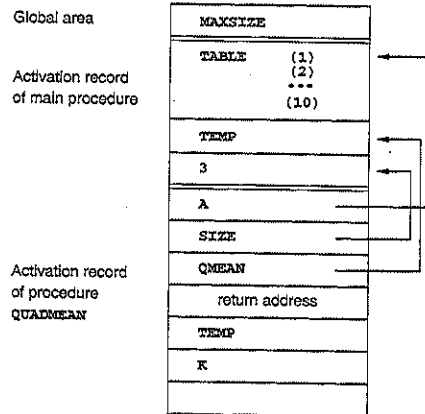 Global area
MAXSIZE
TABLE (1)
(2)
---
(10)
Activation record
of main procedure
TEMP
3
A
SIZE
QMEAN
Activation record
of procedure
QUADMEAN
return address
TEMP
K